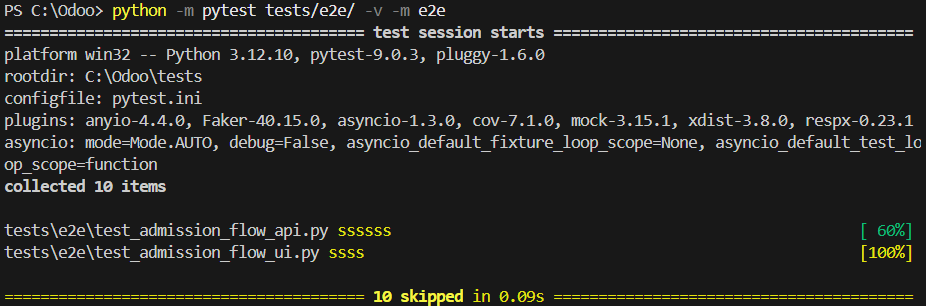 PS C:\Odoo> python -m pytest tests/e2e/ -v -m e2e
====================================== test session starts ======================================
platform win32 -- Python 3.12.10, pytest-9.0.3, pluggy-1.6.0
rootdir: C:\Odoo\tests
configfile: pytest.ini
plugins: anyio-4.4.0, Faker-40.15.0, asyncio-1.3.0, cov-7.1.0, mock-3.15.1, xdist-3.8.0, respx-0.23.1
asyncio: mode=Mode.AUTO, debug=False, asyncio_default_fixture_loop_scope=None, asyncio_default_test_lo
op_scope=function
collected 10 items
tests\e2e\test_admission_flow_api.py ssssss [ 60%]
tests\e2e\test_admission_flow_ui.py ssss [100%]
====================================== 10 skipped in 0.09s ======================================